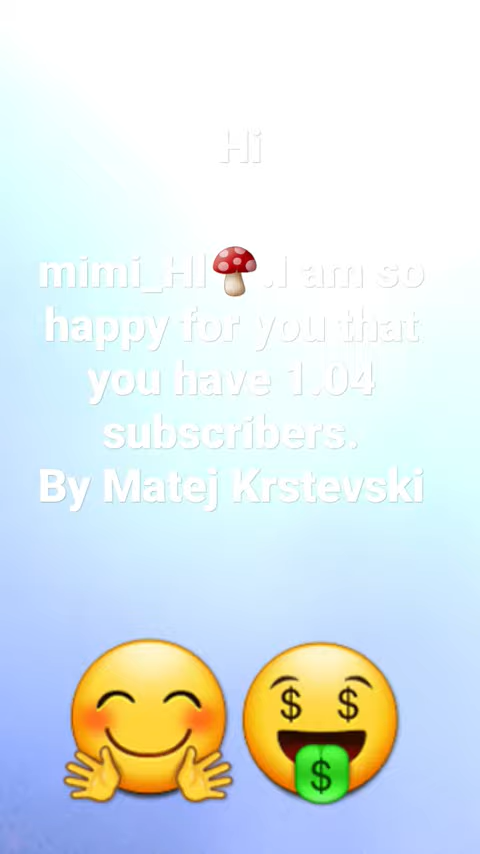 Hi
mimi_HI🍄.I am so
happy for you that
you have 1.04
subscribers.
By Matej Krstevski